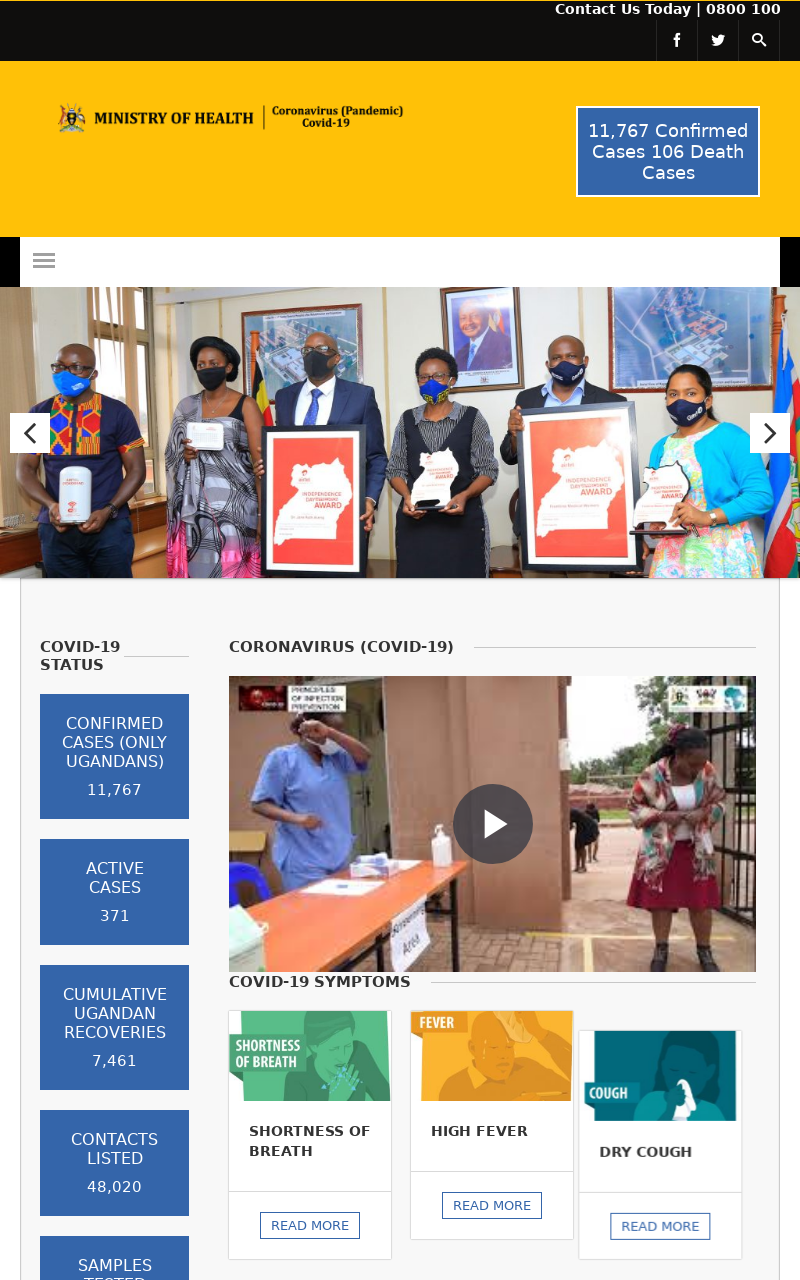 Contact Us Today | 0800 100
MINISTRY OF HEALTH
Coronavirus (Pandemic)
Covid-19
11,767 Confirmed
Cases 106 Death
Cases
INDEPENDENCE
AWARD
INDEPENDENCE
AWARD
COVID-19
STATUS
CONFIRMED
CASES (ONLY
UGANDANS)
11,767
ACTIVE
CASES
371
CUMULATIVE
UGANDAN
RECOVERIES
7,461
CONTACTS
LISTED
48,020
SAMPLES
TESTED
CORONAVIRUS (COVID-19)
PRINCIPLES
OF INFECTION
PREVENTION
Area
COVID-19 SYMPTOMS
SHORTNESS
OF BREATH
SHORTNESS OF
BREATH
READ MORE
FEVER
HIGH FEVER
READ MORE
COUGH
DRY COUGH
READ MORE